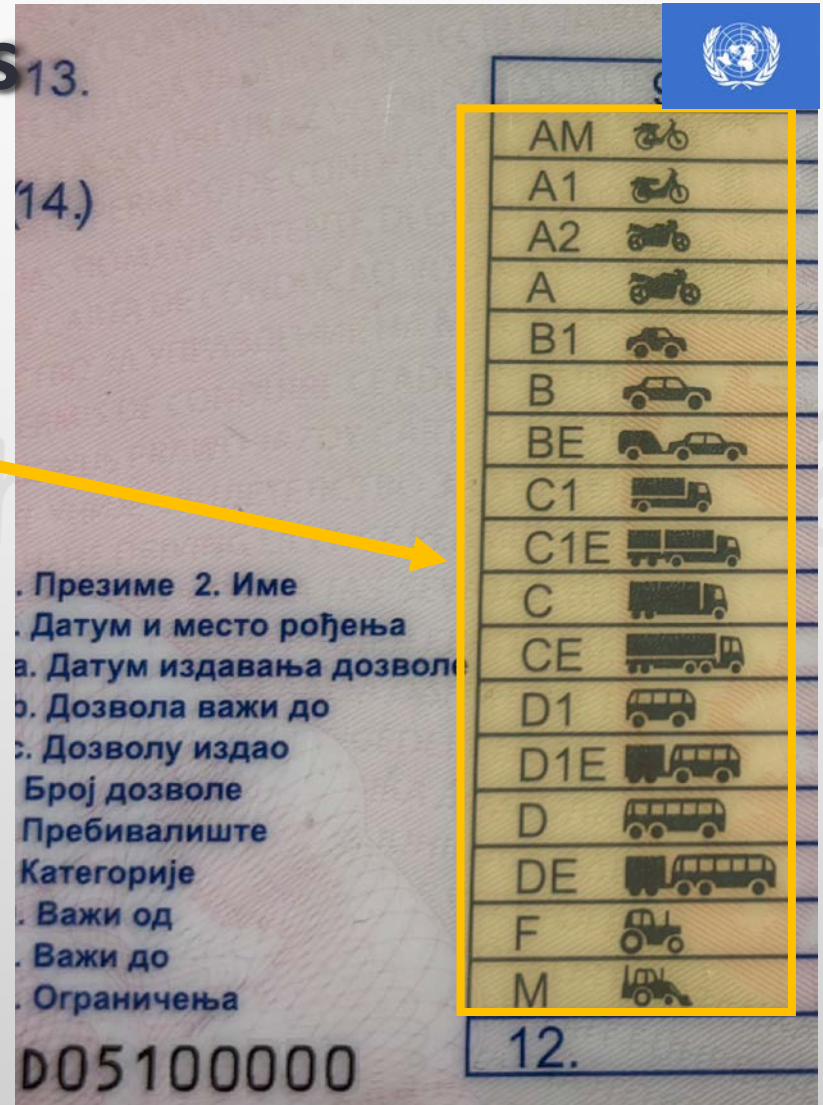 s
13.
(14.)
AM
A1
A2
A
B1
B
BE
C1
C1E
C
CE
D1
D1E
D
DE
F
M
12.
. Презиме 2. Име
. Датум и место рођења
а. Датум издавања дозволе
. Дозвола важи до
с. Дозволу издао
Број дозволе
Пребивалиште
Категорије
. Важи од
. Важи до
. Ограничења
D05100000